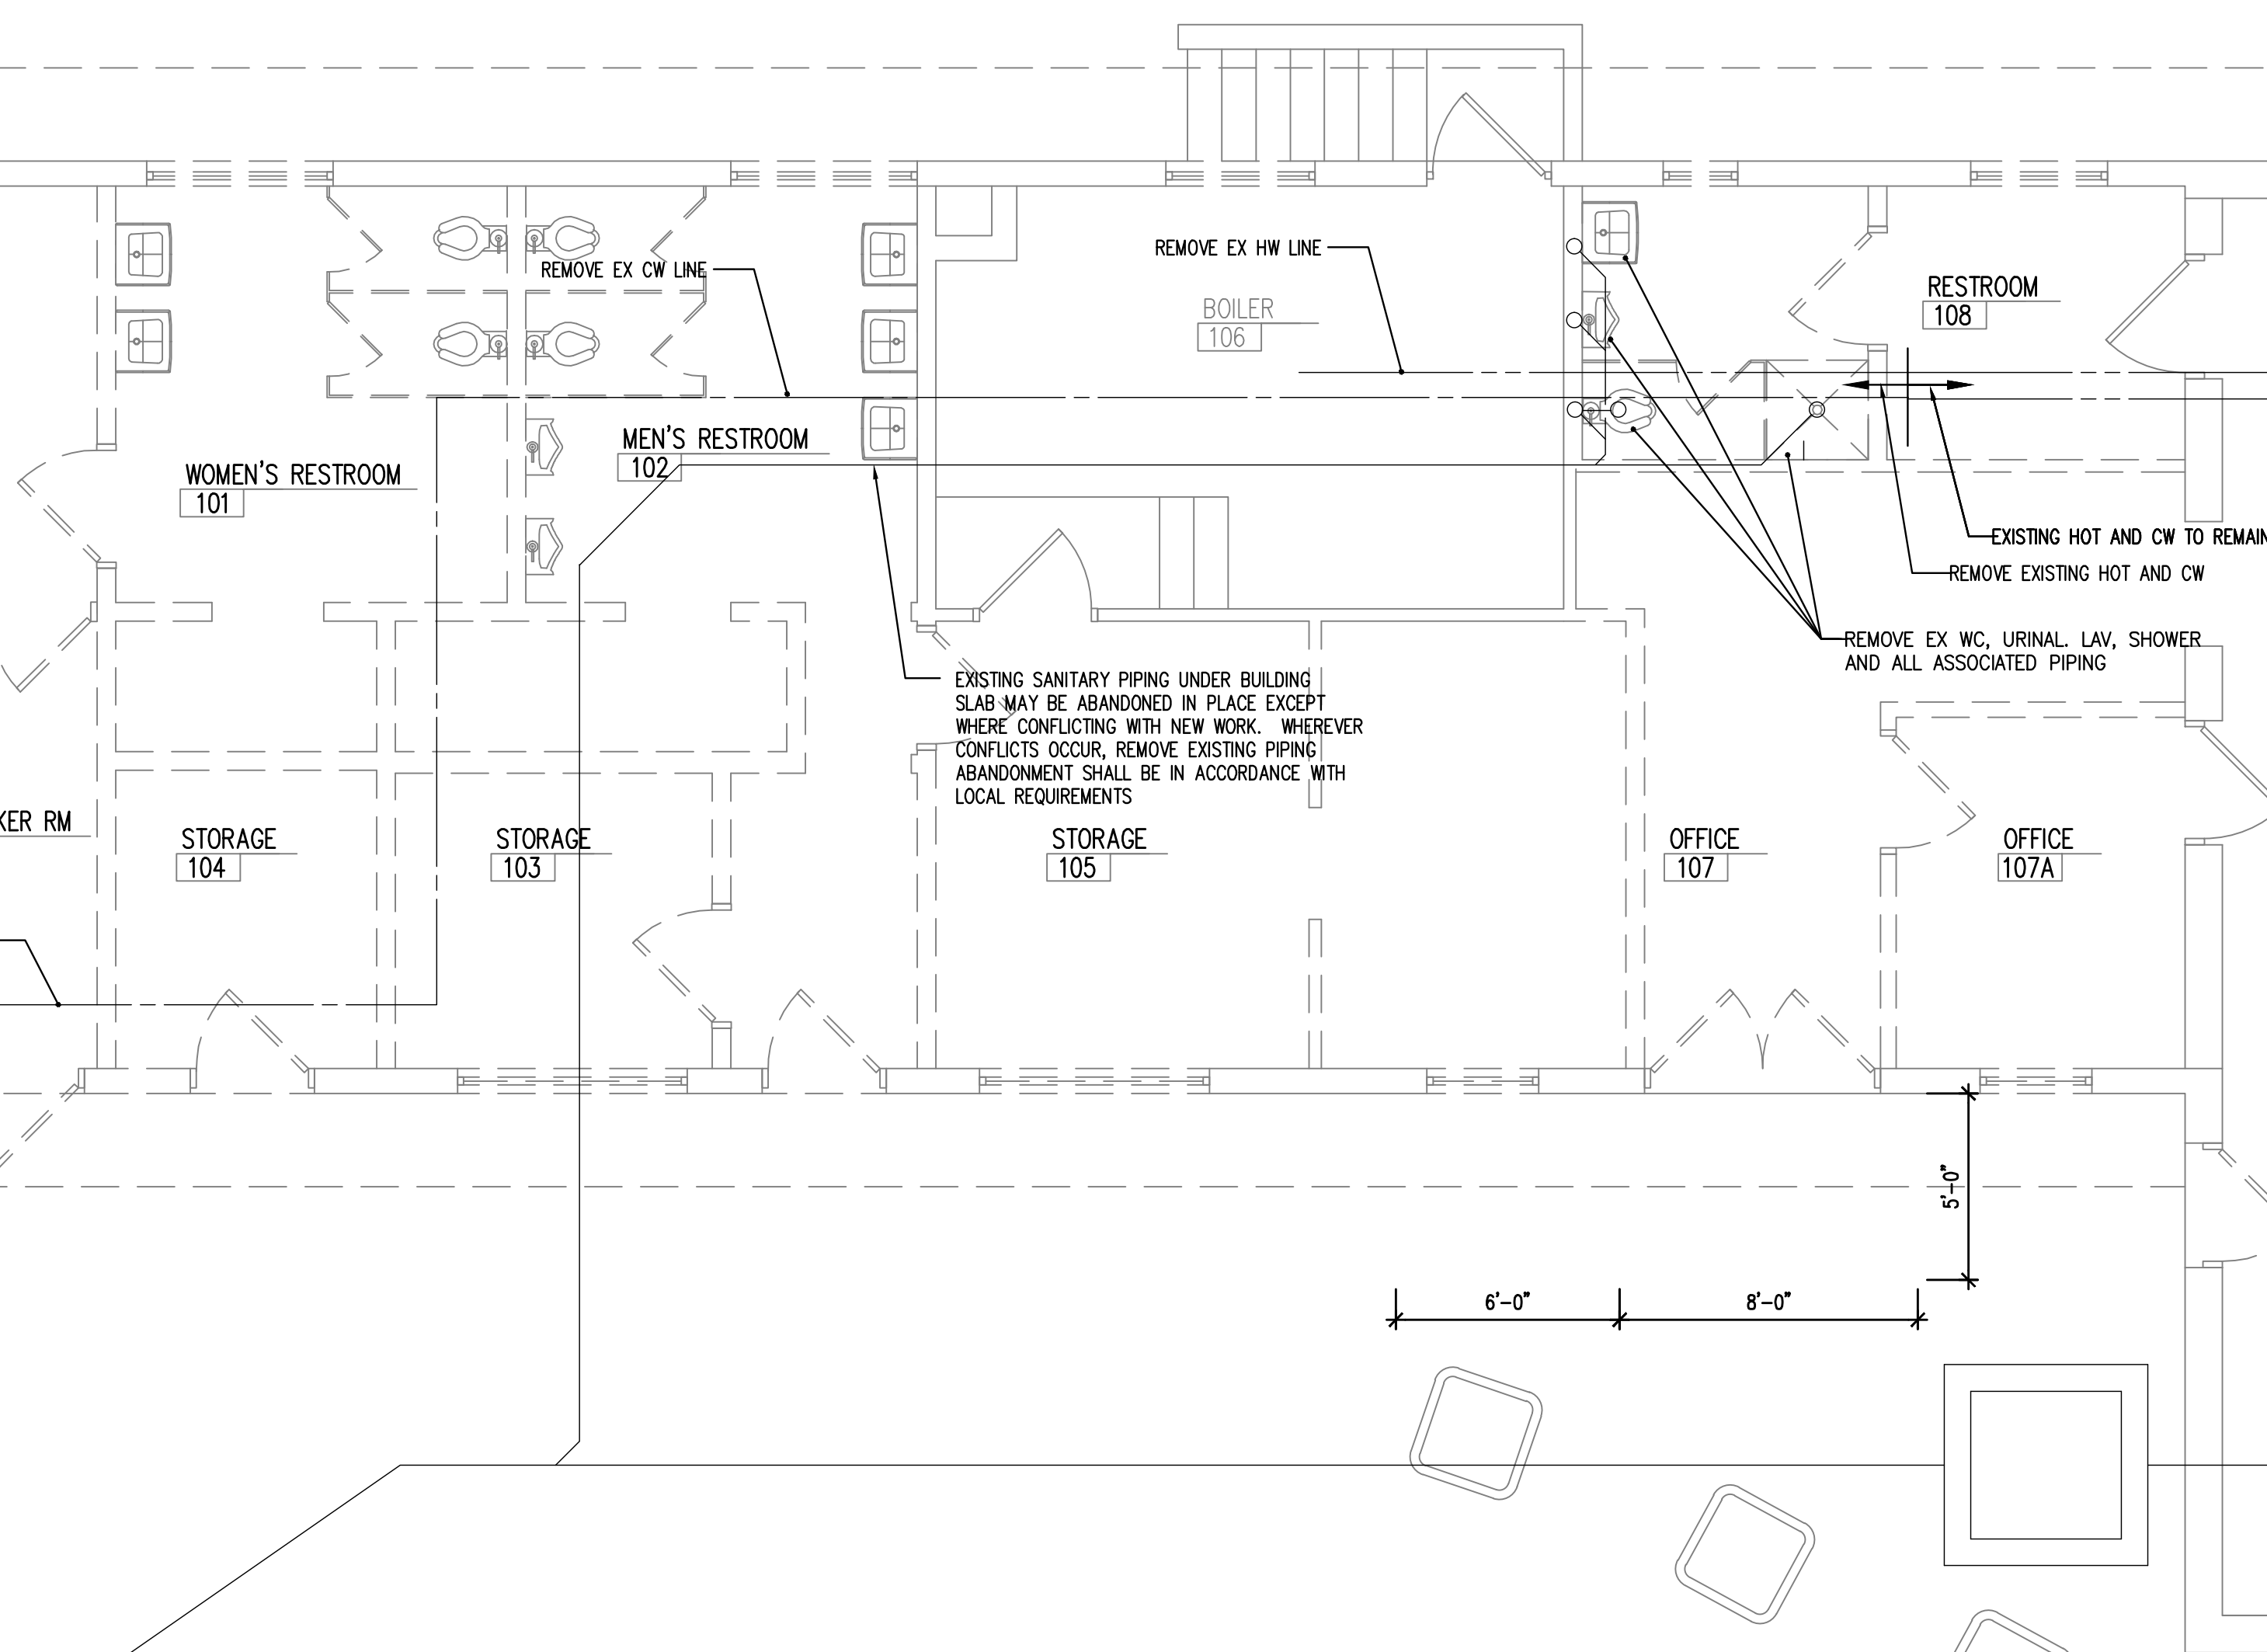 REMOVE EX HW LINE
REMOVE EX CW LINE
RESTROOM
108
BOILER
106
MEN'S RESTROOM
102
WOMEN'S RESTROOM
101
EXISTING HOT AND CW TO REMAIN
REMOVE EXISTING HOT AND CW
REMOVE EX WC, URINAL. LAV, SHOWER
AND ALL ASSOCIATED PIPING
EXISTING SANITARY PIPING UNDER BUILDING
SLAB MAY BE ABANDONED IN PLACE EXCEPT
WHERE CONFLICTING WITH NEW WORK.  WHEREVER
CONFLICTS OCCUR, REMOVE EXISTING PIPING
ABANDONMENT SHALL BE IN ACCORDANCE WITH
LOCAL REQUIREMENTS
KER RM
STORAGE
104
STORAGE
103
STORAGE
105
OFFICE
107
OFFICE
107A
5'-0"
6'-0"
8'-0"